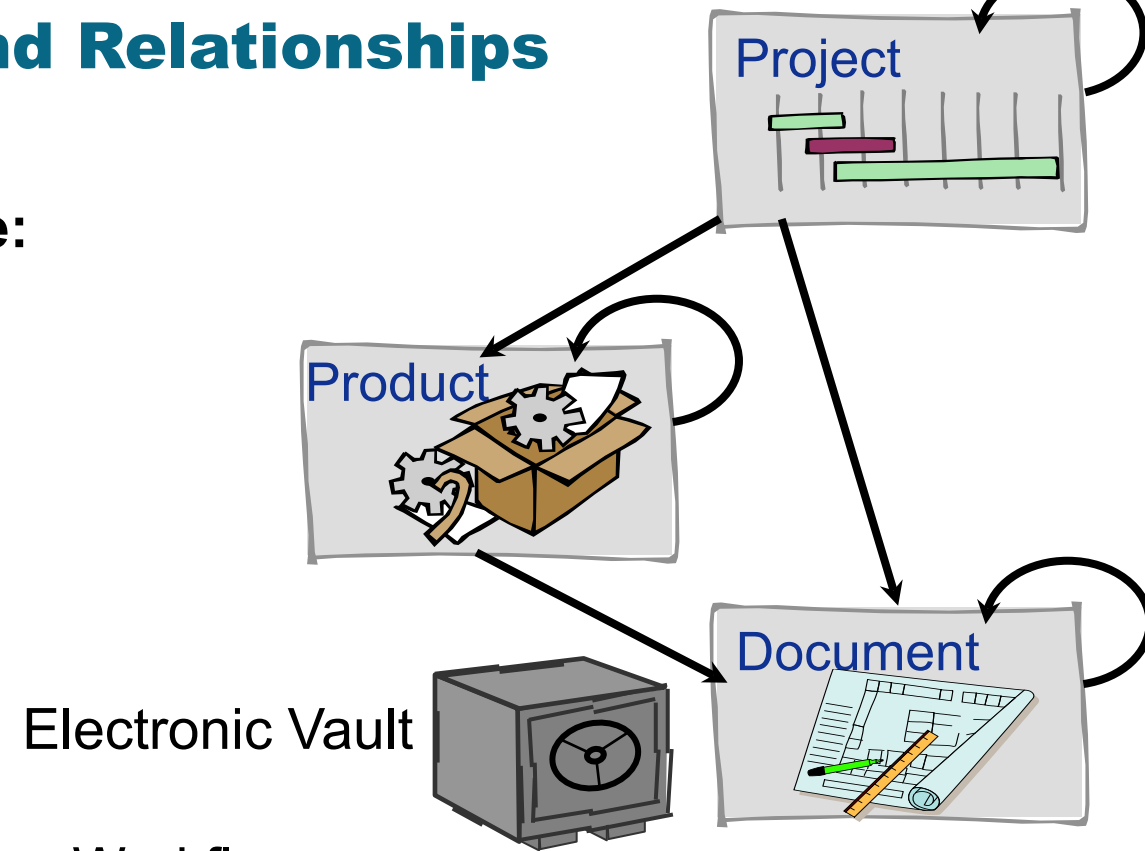 nd Relationships
Project
e:
Product
Document
Electronic Vault